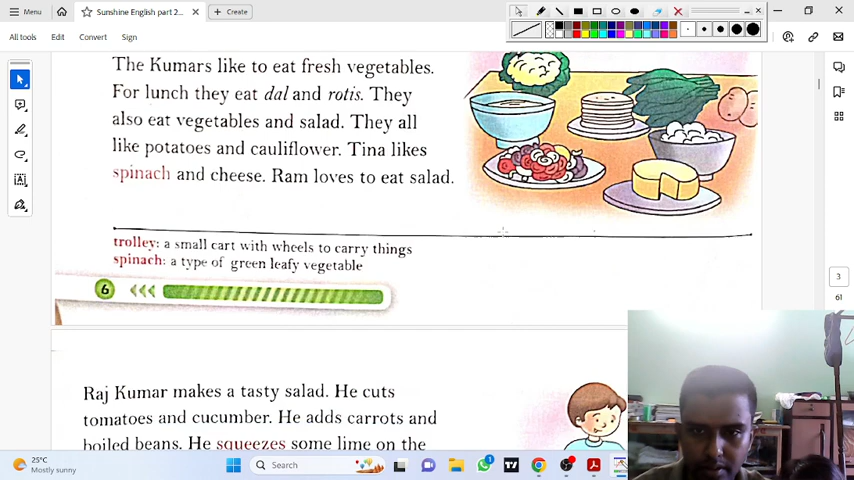 Menu
Sunshine English part 2...
Create
All tools
Edit
Convert
Sign
The Kumars like to eat fresh vegetables.
For lunch they eat dal and rotis. They
also eat vegetables and salad. They all
like potatoes and cauliflower. Tina likes
spinach and cheese. Ram loves to eat salad.
trolley: a small cart with wheels to carry things
spinach: a type of green leafy vegetable
6
Raj Kumar makes a tasty salad. He cuts
tomatoes and cucumber. He adds carrots and
boiled beans. He squeezes some lime on the
3
61
25°C
Mostly sunny
Search